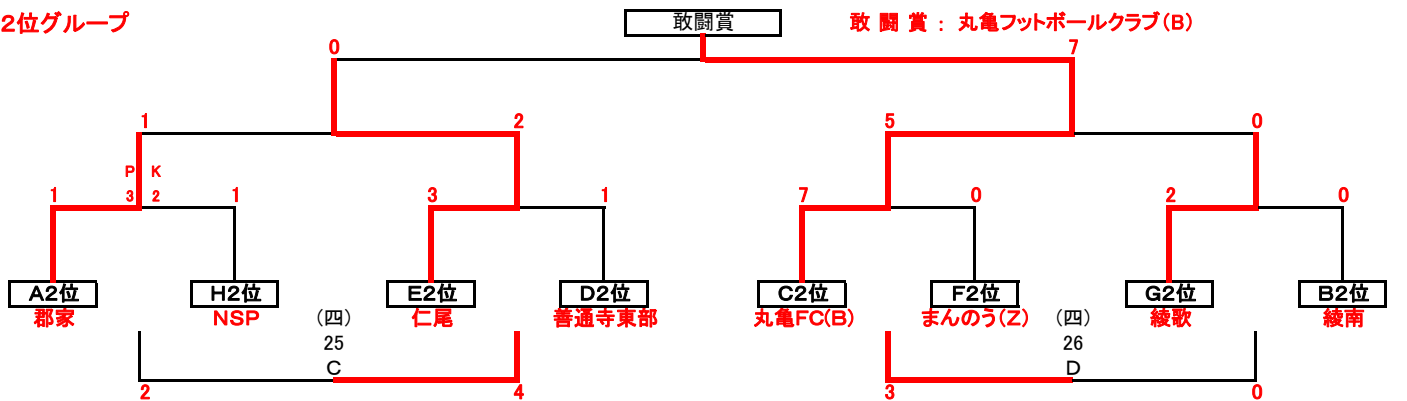 2位グループ
敢闘賞
敢 闘 賞 ： 丸亀フットボールクラブ(B)
0 7
1 2 5 0
P K
1 3 2 1 3 1 7 0 2 0
A2位 H2位 E2位 D2位 C2位 F2位 G2位 B2位
郡家 NSP (四) 仁尾 善通寺東部 丸亀FC(B) まんのう(Z) (四) 綾歌 綾南
25 26
C D
2 4 3 0